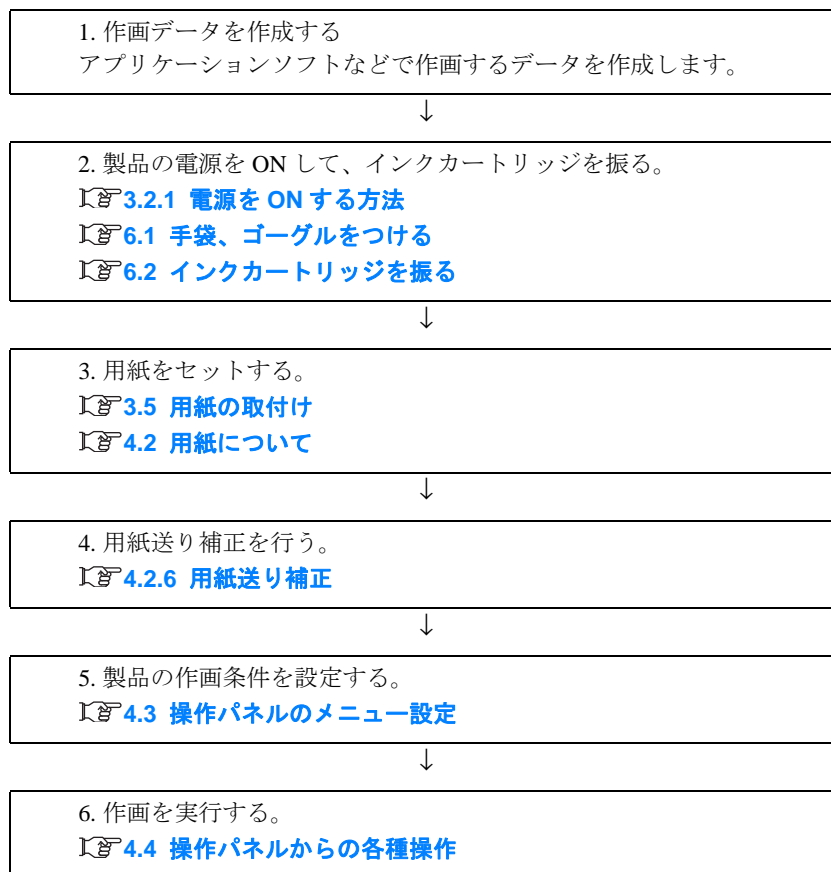 1. 作画データを作成する
アプリケーションソフトなどで作画するデータを作成します。
↓
2. 製品の電源を ON して、インクカートリッジを振る。
3.2.1 電源を ON する方法
6.1 手袋、ゴーグルをつける
6.2 インクカートリッジを振る
↓
3. 用紙をセットする。
3.5 用紙の取付け
4.2 用紙について
↓
4. 用紙送り補正を行う。
4.2.6 用紙送り補正
↓
5. 製品の作画条件を設定する。
4.3 操作パネルのメニュー設定
↓
6. 作画を実行する。
4.4 操作パネルからの各種操作